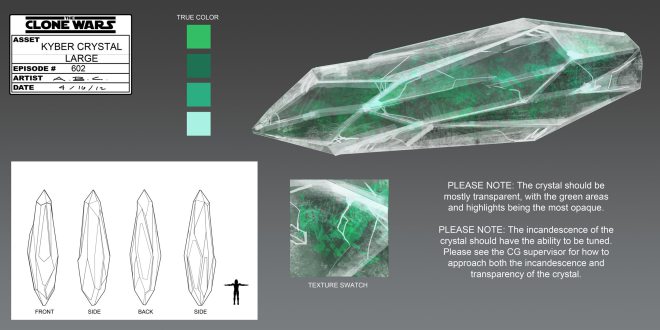 THE
CLONE WARS
ASSET
KYBER CRYSTAL
LARGE
EPISODE # 602
ARTIST A.B.C.
DATE 4/16/12
TRUE COLOR
PLEASE NOTE: The crystal should be
mostly transparent, with the green areas
and highlights being the most opaque.
PLEASE NOTE: The incandescence of the
crystal should have the ability to be tuned.
Please see the CG supervisor for how to
approach both the incandescence and
transparency of the crystal.
TEXTURE SWATCH
FRONT
SIDE
BACK
SIDE